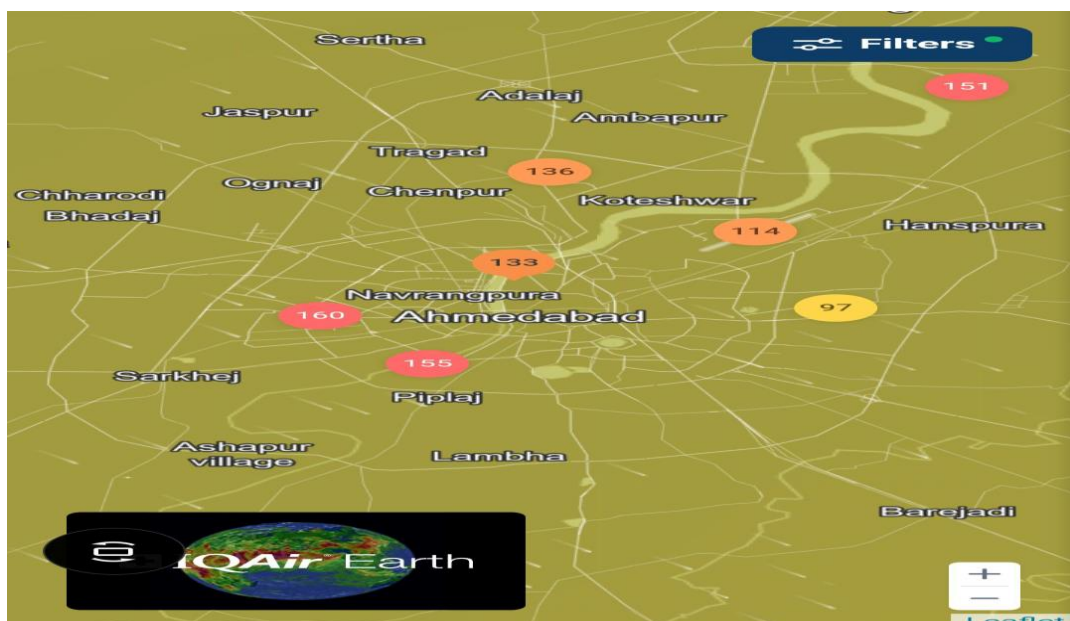 Sertha
Filters
151
Adalaj
Jaspur
Ambapur
Tragad
136
Ognaj
Chenpur
Chharodi
Koteshwar
Bhadaj
114
Hanspura
133
Navrangpura
97
160
Ahmedabad
155
Sarkhej
Piplaj
Ashapur
village
Lambha
Barejadi
IQAir Earth
+
−